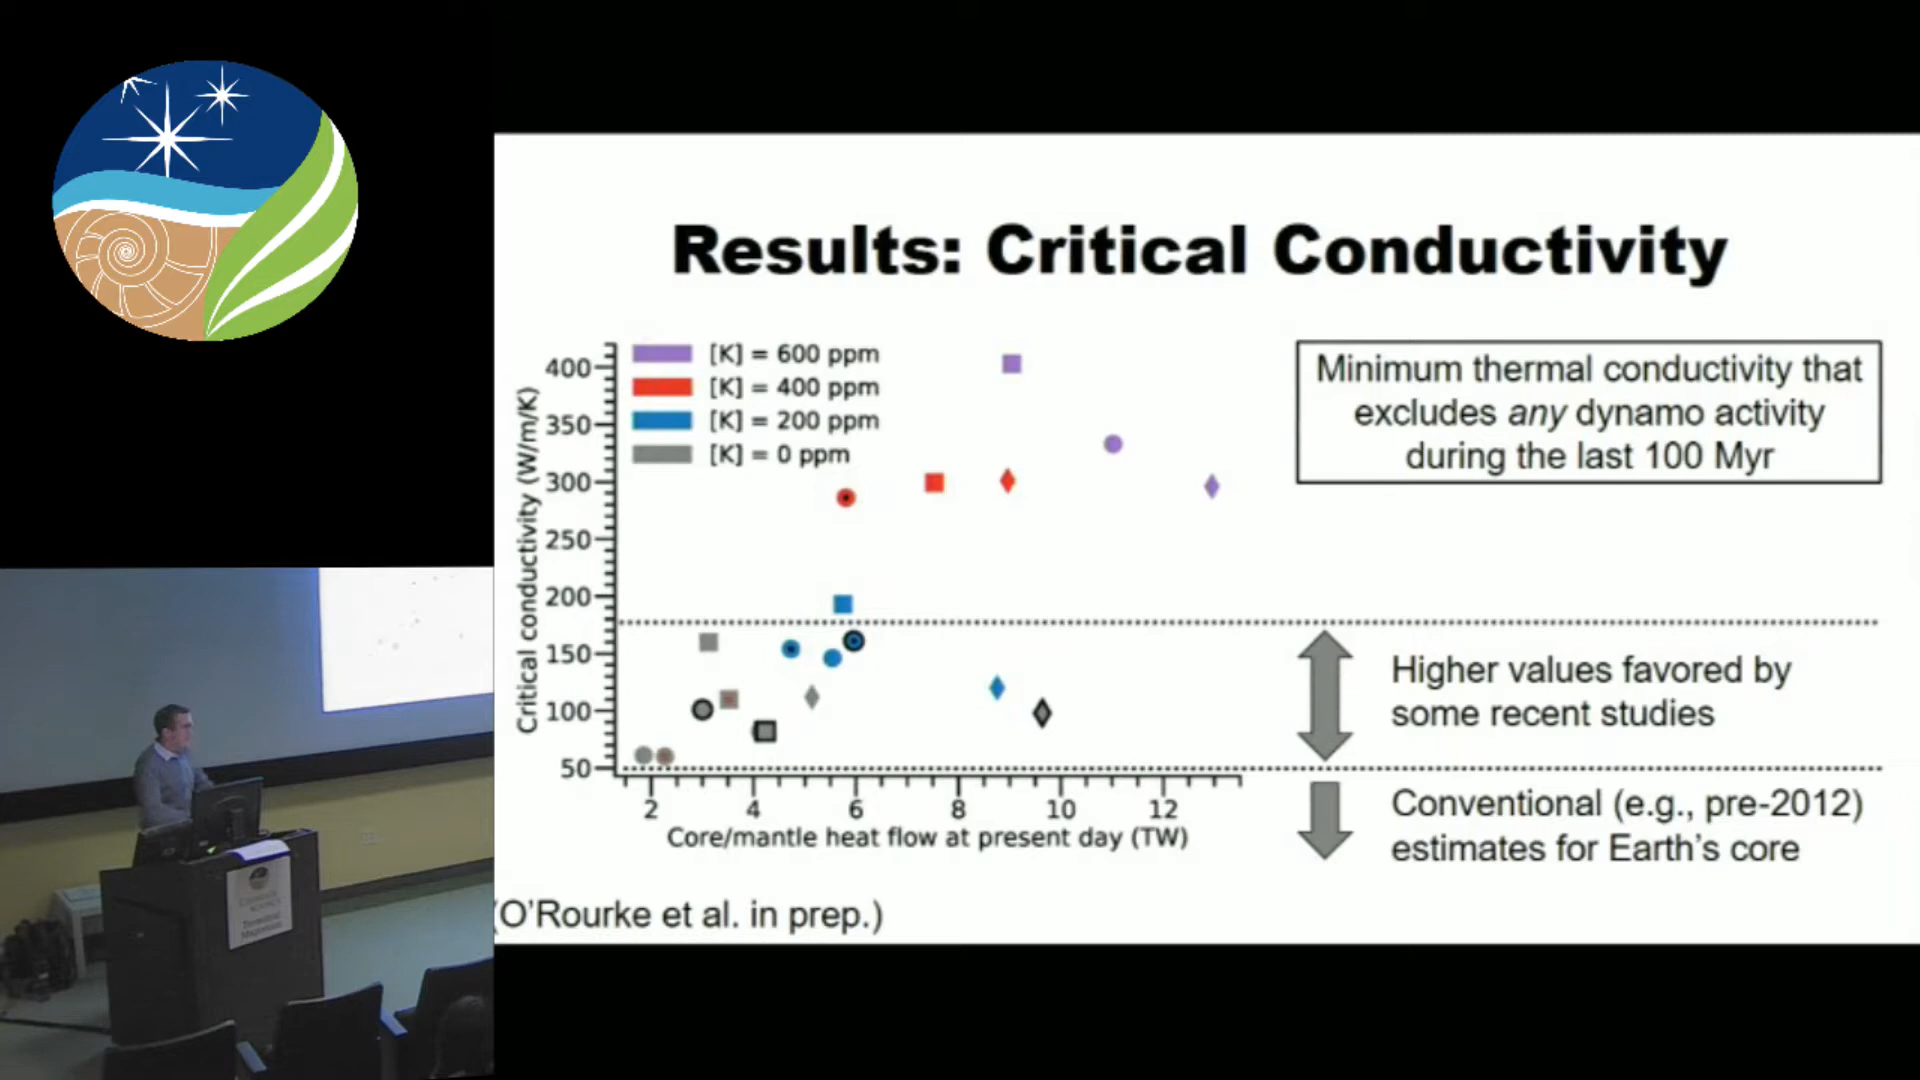 Results: Critical Conductivity
[K] = 600 ppm
[K] = 400 ppm
[K] = 200 ppm
[K] = 0 ppm
Critical conductivity (W/m/K)
400
350
300
250
200
150
100
50
2 4 6 8 10 12
Core/mantle heat flow at present day (TW)
Minimum thermal conductivity that
excludes any dynamo activity
during the last 100 Myr
Higher values favored by
some recent studies
Conventional (e.g., pre-2012)
estimates for Earth's core
(O'Rourke et al. in prep.)